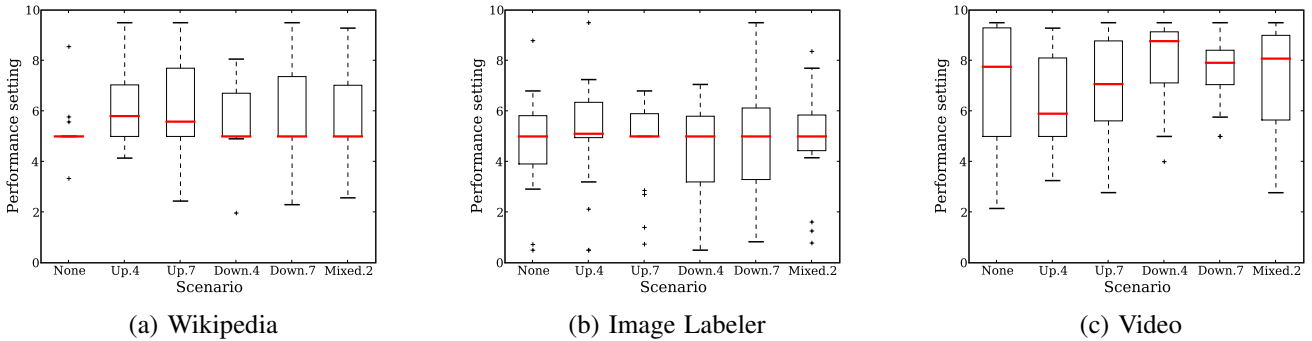 10
8
6
4
2
0
Performance setting
None Up.4 Up.7 Down.4 Down.7 Mixed.2
Scenario
(a) Wikipedia
10
8
6
4
2
0
Performance setting
None Up.4 Up.7 Down.4 Down.7 Mixed.2
Scenario
(b) Image Labeler
10
8
6
4
2
0
Performance setting
None Up.4 Up.7 Down.4 Down.7 Mixed.2
Scenario
(c) Video